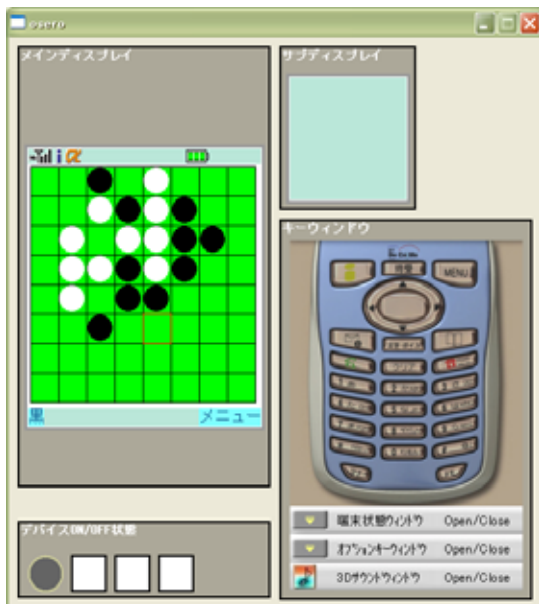 osero
メインディスプレイ
サブディスプレイ
i α
黒 メニュー
キーウィンドウ
MENU
クリア
端末状態ウィンドウ Open/Close
オプションキーウィンドウ Open/Close
3Dサウンドウィンドウ Open/Close
デバイスON/OFF状態